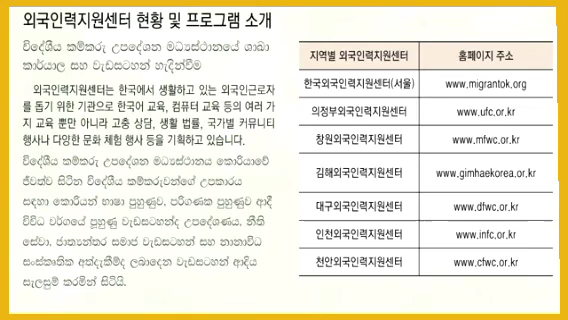 외국인력지원센터 현황 및 프로그램 소개
විදේශීය කම්කරු උපදේශන මධ්‍යස්ථානයේ ශාඛා
කාර්යාල සහ වැඩසටහන් හැඳින්වීම
외국인력지원센터는 한국에서 생활하고 있는 외국인근로자
를 돕기 위한 기관으로 한국어 교육, 컴퓨터 교육 등의 여러 가
지 교육 뿐만 아니라 고충 상담, 생활 법률, 국가별 커뮤니티
행사나 다양한 문화 체험 행사 등을 기획하고 있습니다.
විදේශීය කම්කරු උපදේශන මධ්‍යස්ථානය කොරියාවේ
ජීවත්ව සිටින විදේශීය කම්කරුවන්ගේ උපකාරය
සඳහා කොරියන් භාෂා පුහුණුව, පරිගණක පුහුණුව ආදී
විවිධ වර්ගයේ පුහුණු වැඩසටහන්ද උපදේශණය, නීති
සේවා, ජාත්‍යන්තර සමාජ වැඩසටහන් සහ නානාවිධ
සංස්කෘතික අත්දැකීම්ද ලබාදෙන වැඩසටහන් ආදිය
සැලසුම් කරමින් සිටියි.
지역별 외국인력지원센터 홈페이지 주소
한국외국인력지원센터(서울) www.migrantok.org
의정부외국인력지원센터 www.ufc.or.kr
창원외국인력지원센터 www.mfwc.or.kr
김해외국인력지원센터 www.gimhaekorea.or.kr
대구외국인력지원센터 www.dfwc.or.kr
인천외국인력지원센터 www.infc.or.kr
천안외국인력지원센터 www.cfwc.or.kr